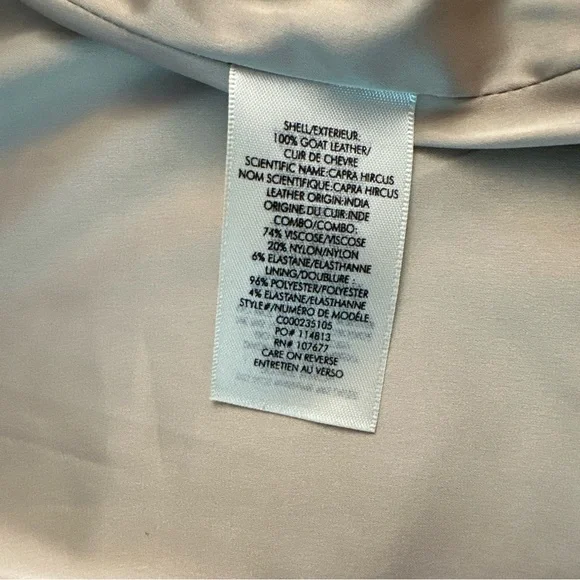 SHELL/EXTERIEUR:
100% GOAT LEATHER/
CUIR DE CHEVRE
SCIENTIFIC NAME:CAPRA HIRCUS
NOM SCIENTIFIQUE:CAPRA HIRCUS
LEATHER ORIGIN:INDIA
ORIGINE DU CUIR:INDE
COMBO/COMBO:
74% VISCOSE/VISCOSE
20% NYLON/NYLON
6% ELASTANE/ELASTHANNE
LINING/DOUBLURE :
96% POLYESTER/POLYESTER
4% ELASTANE/ELASTHANNE
STYLE#/NUMÉRO DE MODÈLE
C000235105
PO# 114813
RN# 107677
CARE ON REVERSE
ENTRETIEN AU VERSO